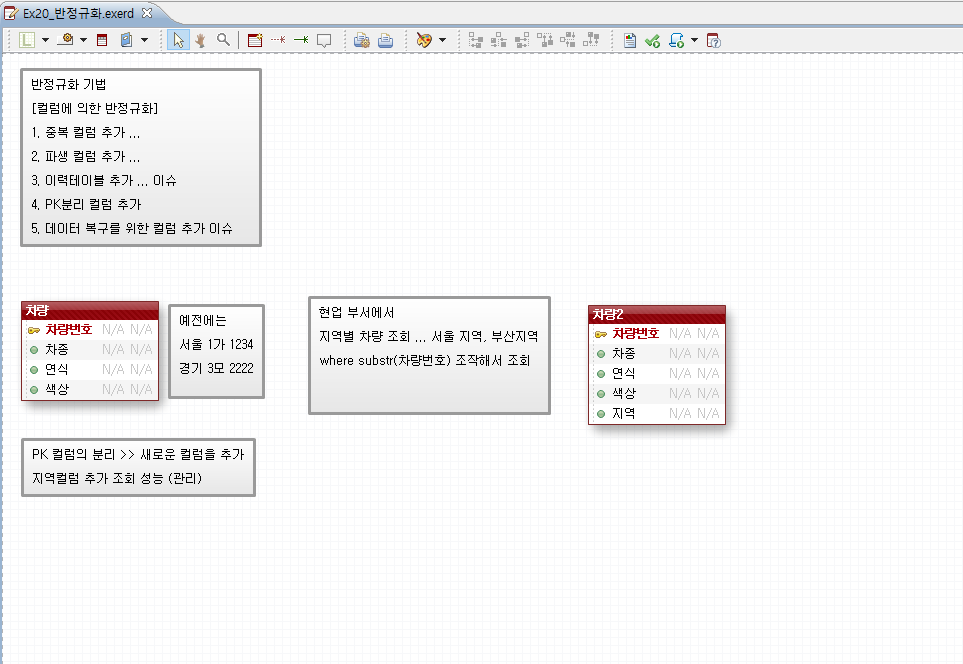 Ex20_반정규화.exerd
반정규화 기법
[컬럼에 의한 반정규화]
1. 중복 컬럼 추가 ...
2. 파생 컬럼 추가 ...
3. 이력테이블 추가 ... 이슈
4. PK분리 컬럼 추가
5. 데이터 복구를 위한 컬럼 추가 이슈
차량
차량번호 N/A N/A
차종 N/A N/A
연식 N/A N/A
색상 N/A N/A
예전에는
서울 1가 1234
경기 3모 2222
현업 부서에서
지역별 차량 조회 ... 서울 지역, 부산지역
where substr(차량번호) 조작해서 조회
차량2
차량번호 N/A N/A
차종 N/A N/A
연식 N/A N/A
색상 N/A N/A
지역 N/A N/A
PK 컬럼의 분리 >> 새로운 컬럼을 추가
지역컬럼 추가 조회 성능 (관리)